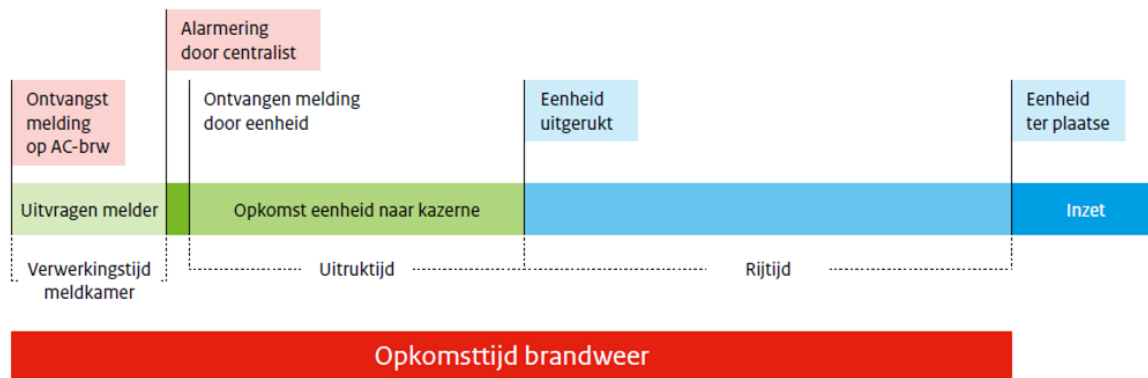 Alarmering
door centralist
Ontvangst
melding
op AC-brw
Ontvangen melding
door eenheid
Eenheid
uitgerukt
Eenheid
ter plaatse
Uitvragen melder
Opkomst eenheid naar kazerne
Inzet
Verwerkingstijd
meldkamer
Uitruktijd
Rijtijd
Opkomsttijd brandweer